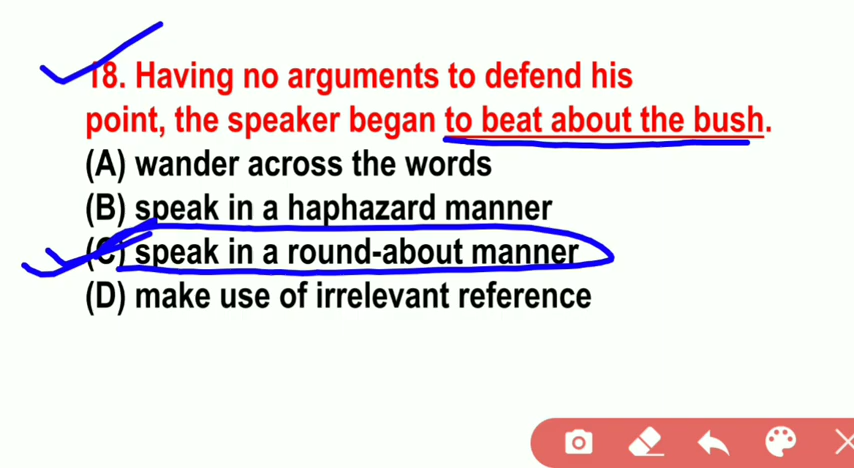 18. Having no arguments to defend his
point, the speaker began to beat about the bush.
(A) wander across the words
(B) speak in a haphazard manner
(C) speak in a round-about manner
(D) make use of irrelevant reference